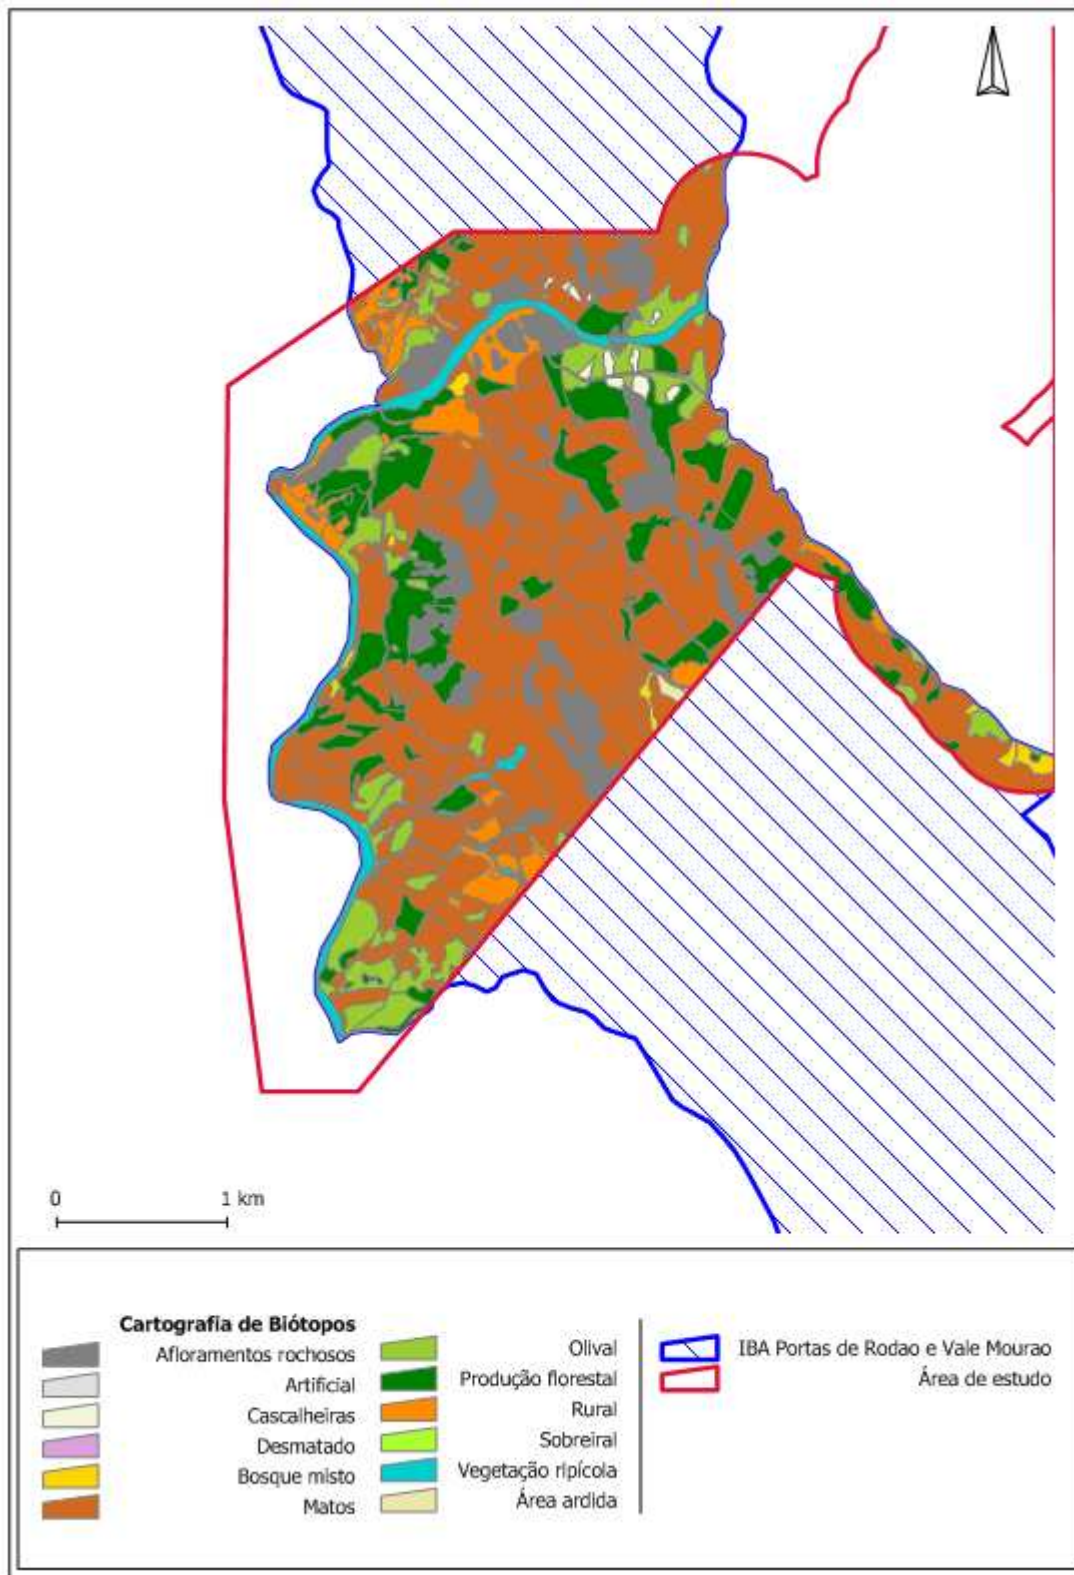 0 1 km
Cartografia de Biótopos
Afloramentos rochosos
Artificial
Cascalheiras
Desmatado
Bosque misto
Matos
Olival
Produção florestal
Rural
Sobreiral
Vegetação ripícola
Área ardida
IBA Portas de Rodao e Vale Mourao
Área de estudo